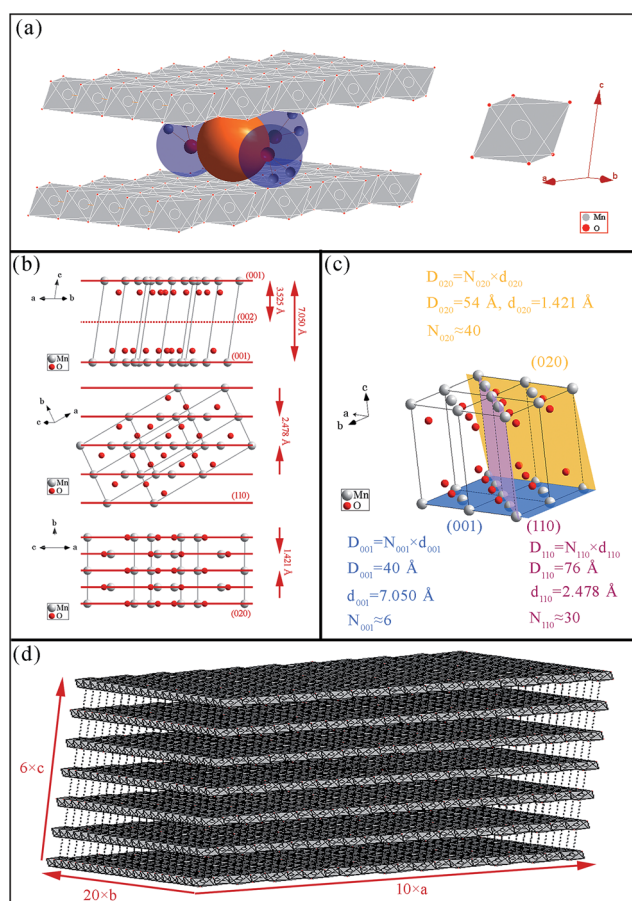 (a)
c
a
b
Mn
O
(b)
c
a
b
(001)
3.525 Å
7.050 Å
(002)
(001)
Mn
O
b
a
c
2.478 Å
Mn
O
(110)
b
c
a
1.421 Å
Mn
O
(020)
(c)
D₀₂₀=N₀₂₀×d₀₂₀
D₀₂₀=54 Å, d₀₂₀=1.421 Å
N₀₂₀≈40
(020)
c
a
b
Mn
O
(001)
(110)
D₀₀₁=N₀₀₁×d₀₀₁
D₀₀₁=40 Å
d₀₀₁=7.050 Å
N₀₀₁≈6
D₁₁₀=N₁₁₀×d₁₁₀
D₁₁₀=76 Å
d₁₁₀=2.478 Å
N₁₁₀≈30
(d)
6×c
20×b
10×a